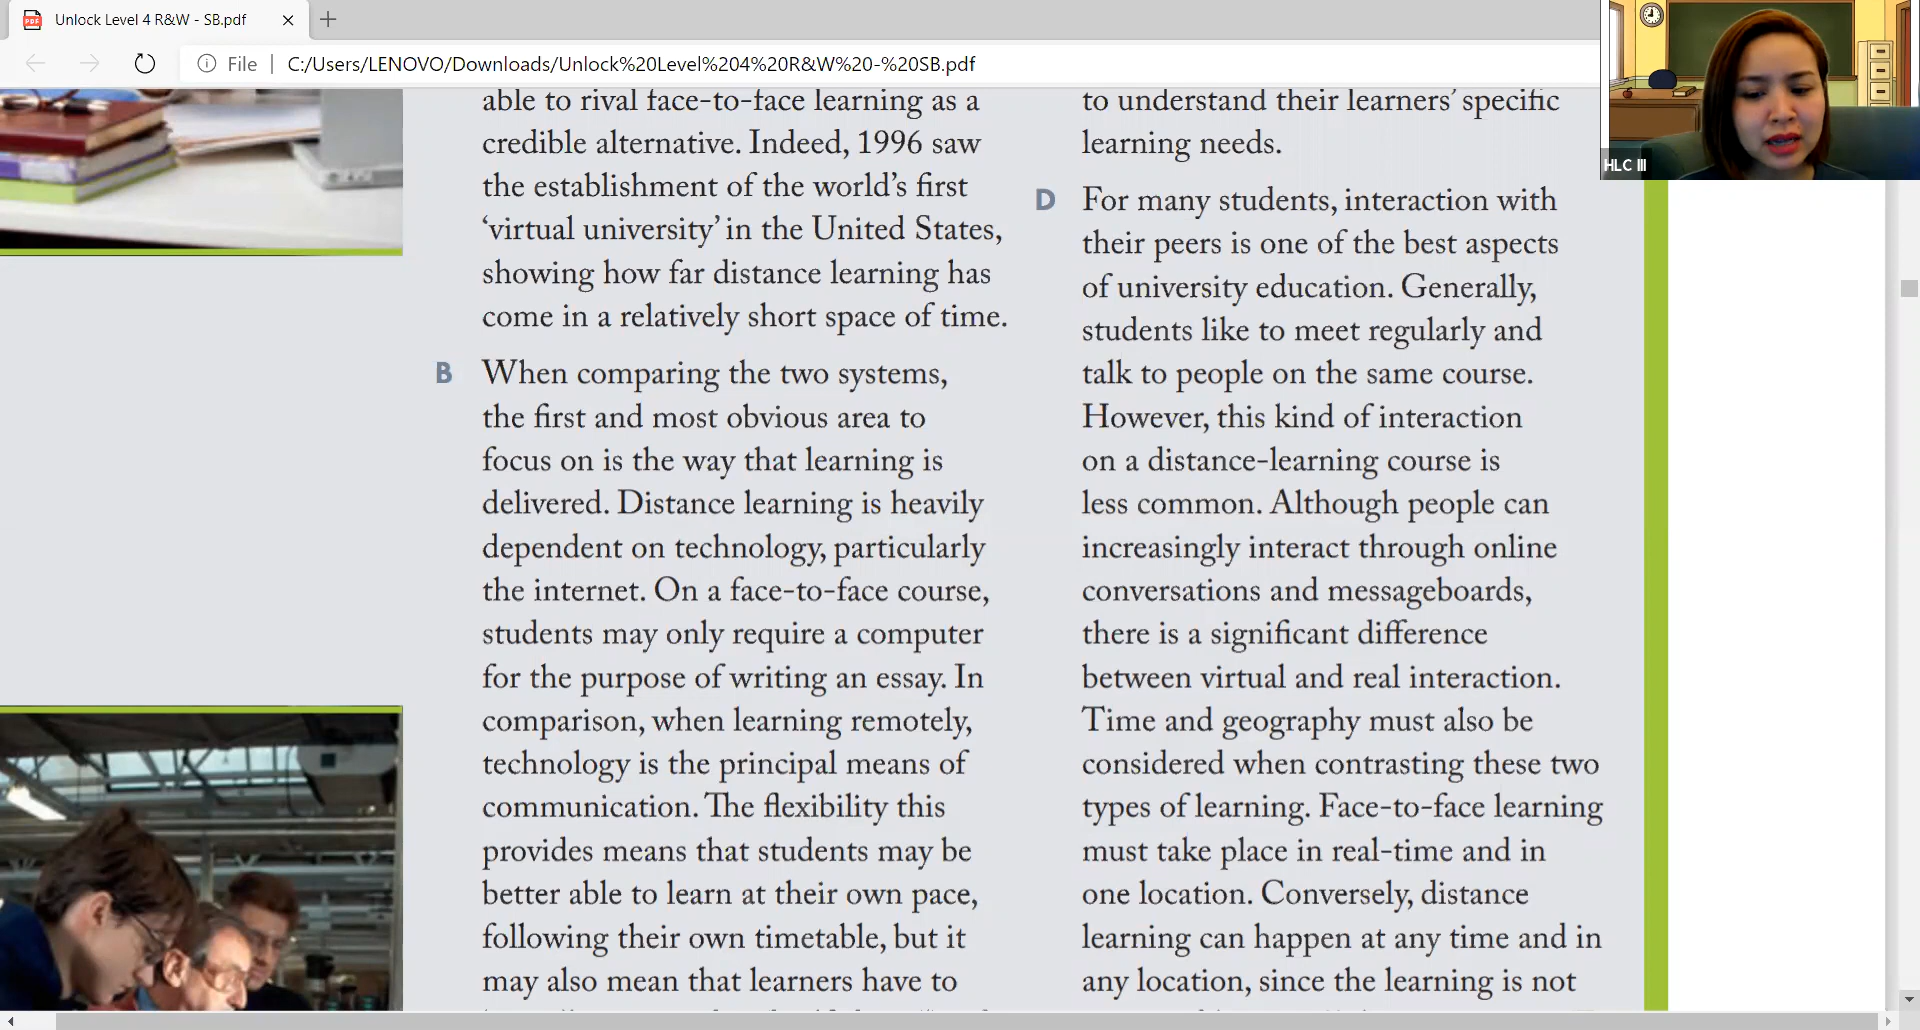 Unlock Level 4 R&W - SB.pdf
File
C:/Users/LENOVO/Downloads/Unlock%20Level%204%20R&W%20-%20SB.pdf
HLC III
able to rival face-to-face learning as a
credible alternative. Indeed, 1996 saw
the establishment of the world’s first
‘virtual university’ in the United States,
showing how far distance learning has
come in a relatively short space of time.
B When comparing the two systems,
the first and most obvious area to
focus on is the way that learning is
delivered. Distance learning is heavily
dependent on technology, particularly
the internet. On a face-to-face course,
students may only require a computer
for the purpose of writing an essay. In
comparison, when learning remotely,
technology is the principal means of
communication. The flexibility this
provides means that students may be
better able to learn at their own pace,
following their own timetable, but it
may also mean that learners have to
to understand their learners’ specific
learning needs.
D For many students, interaction with
their peers is one of the best aspects
of university education. Generally,
students like to meet regularly and
talk to people on the same course.
However, this kind of interaction
on a distance-learning course is
less common. Although people can
increasingly interact through online
conversations and messageboards,
there is a significant difference
between virtual and real interaction.
Time and geography must also be
considered when contrasting these two
types of learning. Face-to-face learning
must take place in real-time and in
one location. Conversely, distance
learning can happen at any time and in
any location, since the learning is not